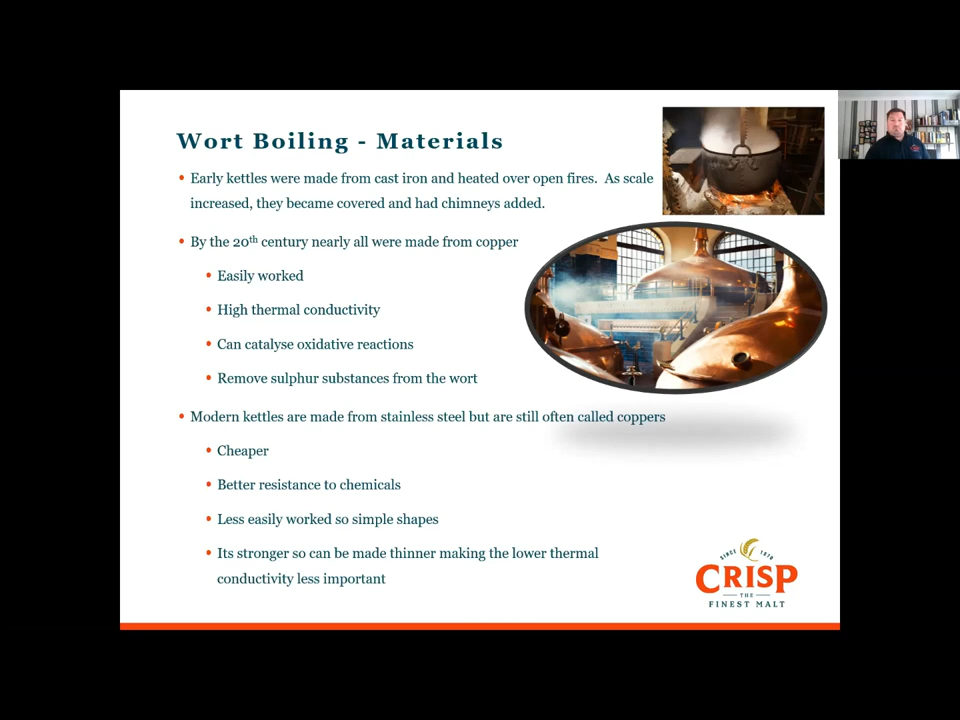 Wort Boiling - Materials
• Early kettles were made from cast iron and heated over open fires. As scale
increased, they became covered and had chimneys added.
• By the 20th century nearly all were made from copper
• Easily worked
• High thermal conductivity
• Can catalyse oxidative reactions
• Remove sulphur substances from the wort
• Modern kettles are made from stainless steel but are still often called coppers
• Cheaper
• Better resistance to chemicals
• Less easily worked so simple shapes
• Its stronger so can be made thinner making the lower thermal
conductivity less important
SINCE 1870
CRISP
THE
FINEST MALT